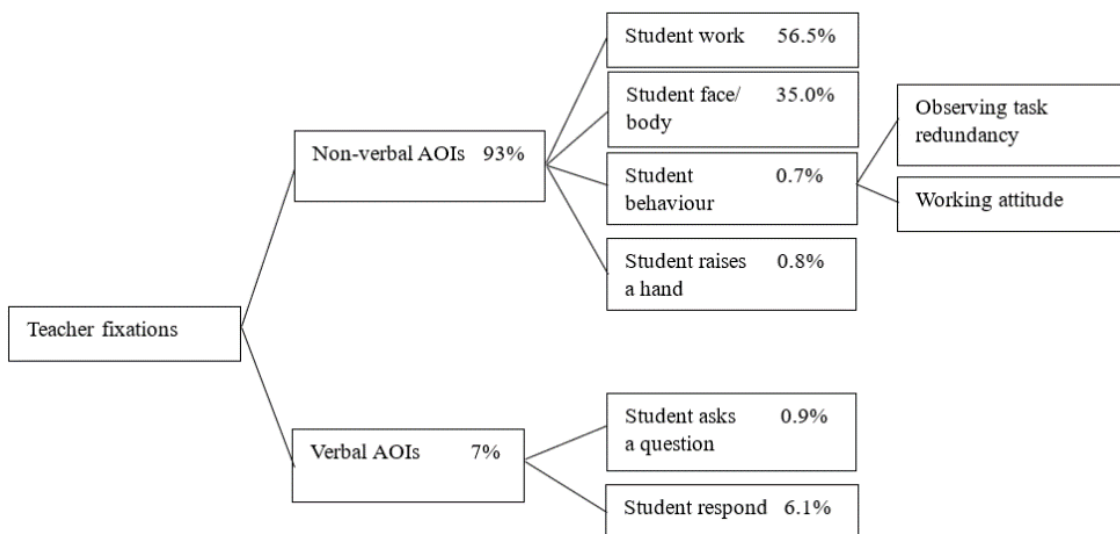 Student work 56.5%
Student face/ 35.0%
body
Observing task
redundancy
Non-verbal AOIs 93%
Student 0.7%
behaviour
Working attitude
Student raises 0.8%
a hand
Teacher fixations
Student asks 0.9%
a question
Verbal AOIs 7%
Student respond 6.1%